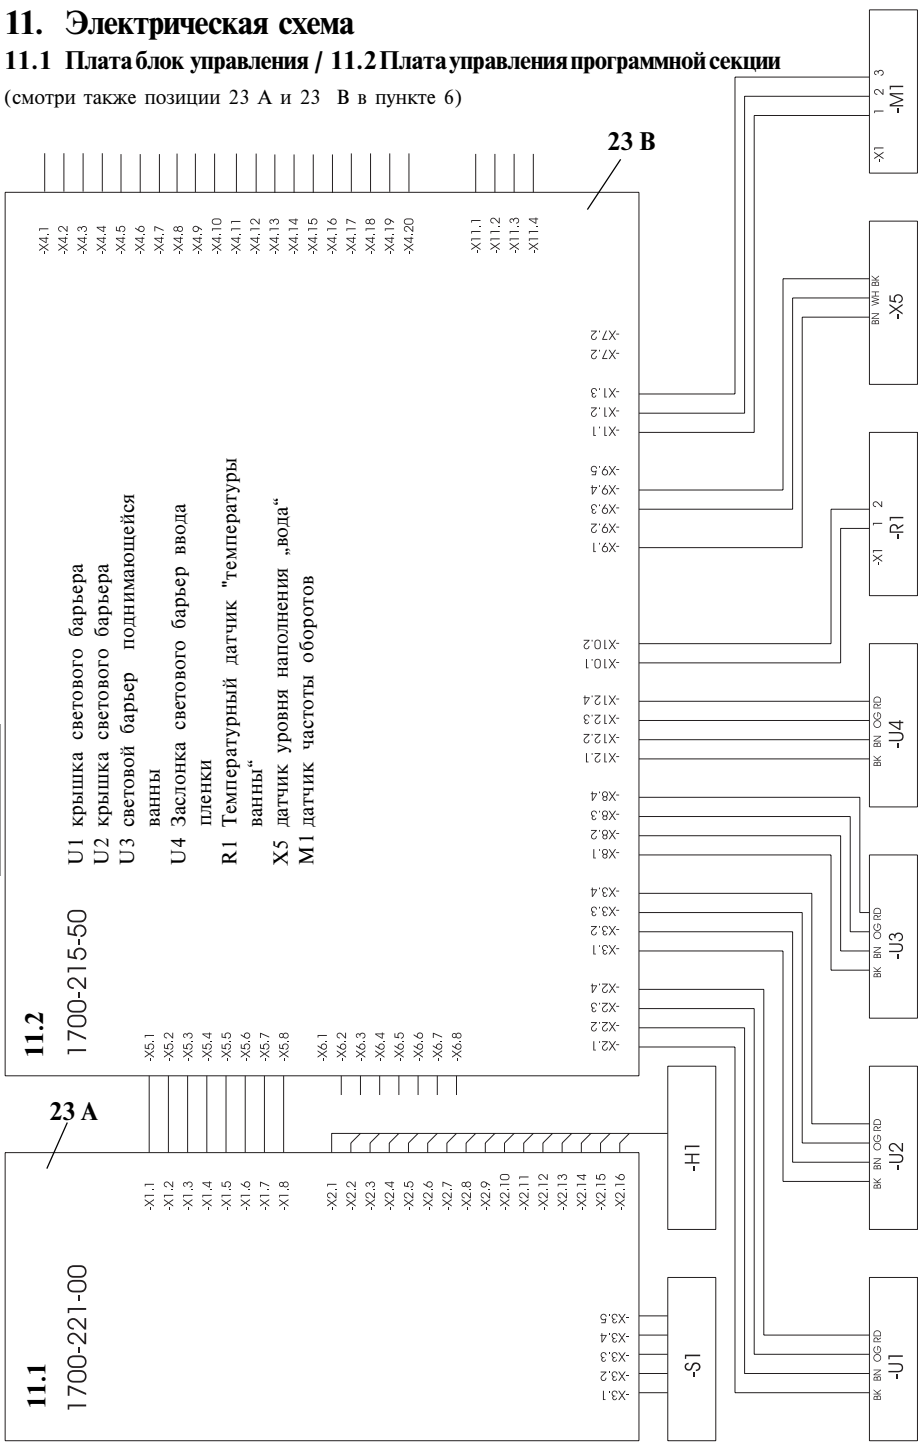 11. Электрическая схема
11.1 Плата блок управления / 11.2 Плата управления программной секции
(смотри также позиции 23 А и 23 В в пункте 6)
23 В
-X4.1
-X4.2
-X4.3
-X4.4
-X4.5
-X4.6
-X4.7
-X4.8
-X4.9
-X4.10
-X4.11
-X4.12
-X4.13
-X4.14
-X4.15
-X4.16
-X4.17
-X4.18
-X4.19
-X4.20
-X11.1
-X11.2
-X11.3
-X11.4
-X7.2
-X7.2
-X1.3
-X1.2
-X1.1
-X9.5
-X9.4
-X9.3
-X9.2
-X9.1
-X10.2
-X10.1
-X12.4
-X12.3
-X12.2
-X12.1
-X8.4
-X8.3
-X8.2
-X8.1
-X3.4
-X3.3
-X3.2
-X3.1
-X2.4
-X2.3
-X2.2
-X2.1
U1 крышка светового барьера
U2 крышка светового барьера
U3 световой барьер поднимающейся
ванны
U4 Заслонка светового барьер ввода
пленки
R1 Температурный датчик "температуры
ванны“
X5 датчик уровня наполнения „вода“
M1 датчик частоты оборотов
11.2
1700-215-50
-X5.1
-X5.2
-X5.3
-X5.4
-X5.5
-X5.6
-X5.7
-X5.8
-X6.1
-X6.2
-X6.3
-X6.4
-X6.5
-X6.6
-X6.7
-X6.8
23 А
-X1.1
-X1.2
-X1.3
-X1.4
-X1.5
-X1.6
-X1.7
-X1.8
-X2.1
-X2.2
-X2.3
-X2.4
-X2.5
-X2.6
-X2.7
-X2.8
-X2.9
-X2.10
-X2.11
-X2.12
-X2.13
-X2.14
-X2.15
-X2.16
11.1
1700-221-00
-X3.5
-X3.4
-X3.3
-X3.2
-X3.1
-X1 1 2 3
-M1
BN WH BK
-X5
-X1 1 2
-R1
BK BN OG RD
-U4
BK BN OG RD
-U3
BK BN OG RD
-U2
BK BN OG RD
-U1
-H1
-S1